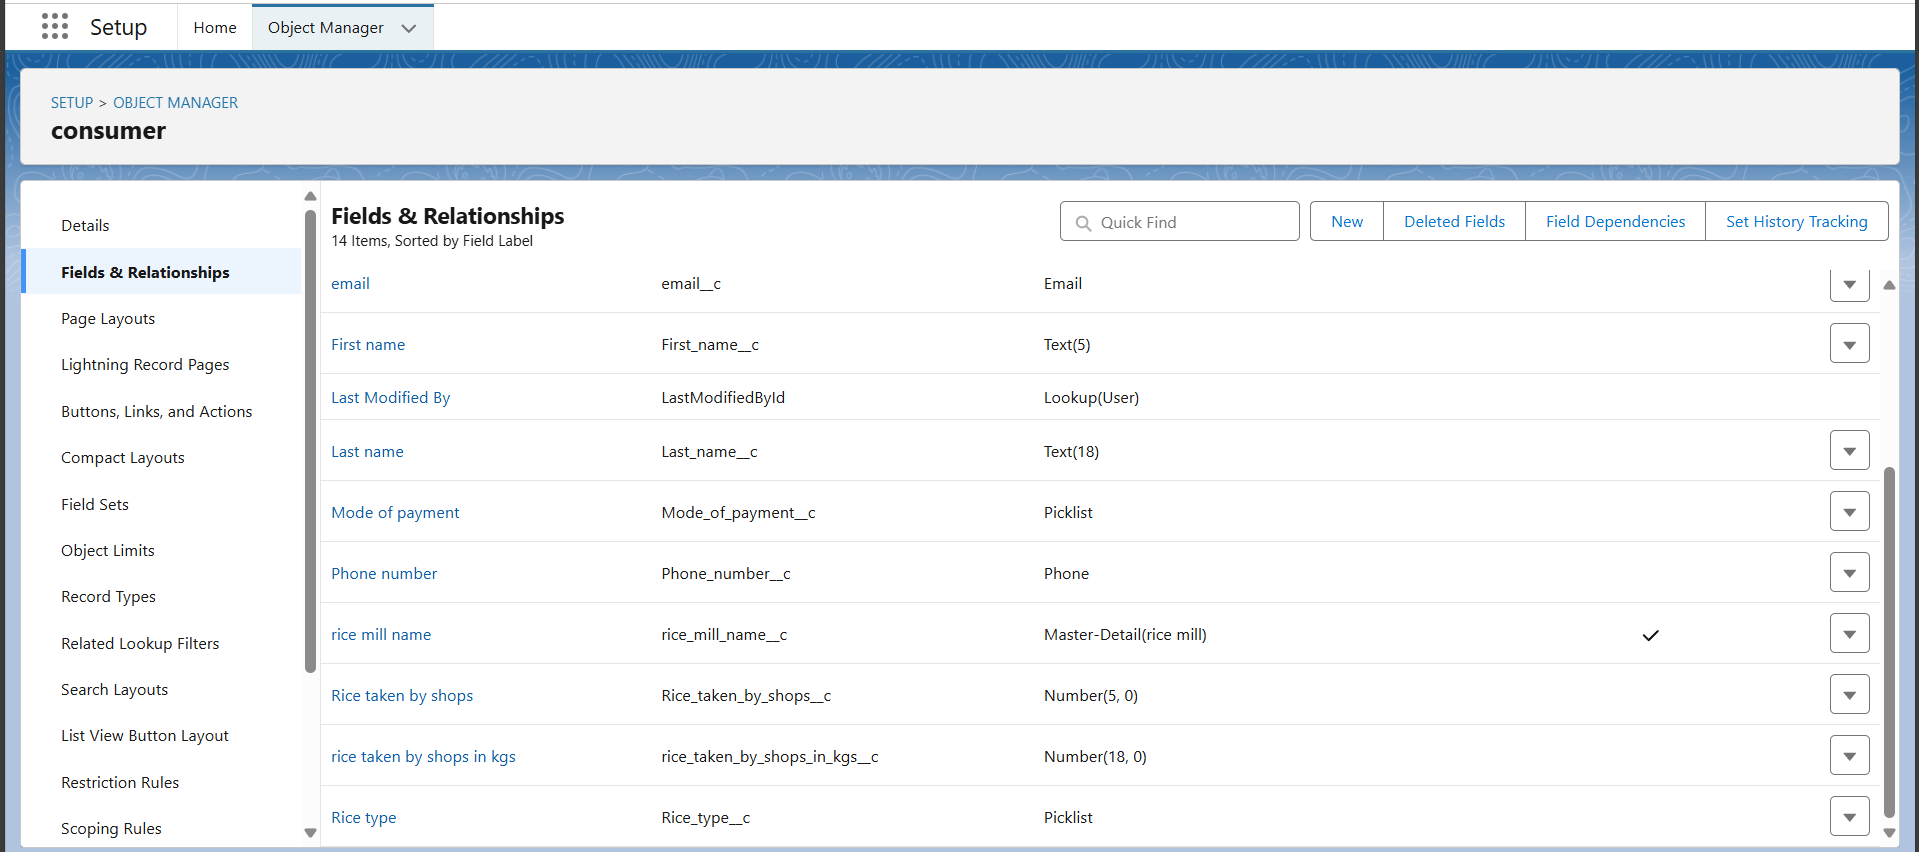 Setup
Home
Object Manager
SETUP > OBJECT MANAGER
consumer
Details
Fields & Relationships
Page Layouts
Lightning Record Pages
Buttons, Links, and Actions
Compact Layouts
Field Sets
Object Limits
Record Types
Related Lookup Filters
Search Layouts
List View Button Layout
Restriction Rules
Scoping Rules
Fields & Relationships
14 Items, Sorted by Field Label
Quick Find
New
Deleted Fields
Field Dependencies
Set History Tracking
email email__c Email
First name First_name__c Text(5)
Last Modified By LastModifiedById Lookup(User)
Last name Last_name__c Text(18)
Mode of payment Mode_of_payment__c Picklist
Phone number Phone_number__c Phone
rice mill name rice_mill_name__c Master-Detail(rice mill)
Rice taken by shops Rice_taken_by_shops__c Number(5, 0)
rice taken by shops in kgs rice_taken_by_shops_in_kgs__c Number(18, 0)
Rice type Rice_type__c Picklist